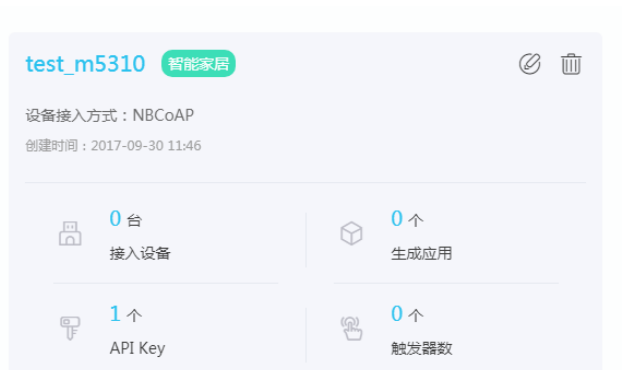 test_m5310 智能家居
设备接入方式：NBCoAP
创建时间：2017-09-30 11:46
0 台
接入设备
0 个
生成应用
1 个
API Key
0 个
触发器数